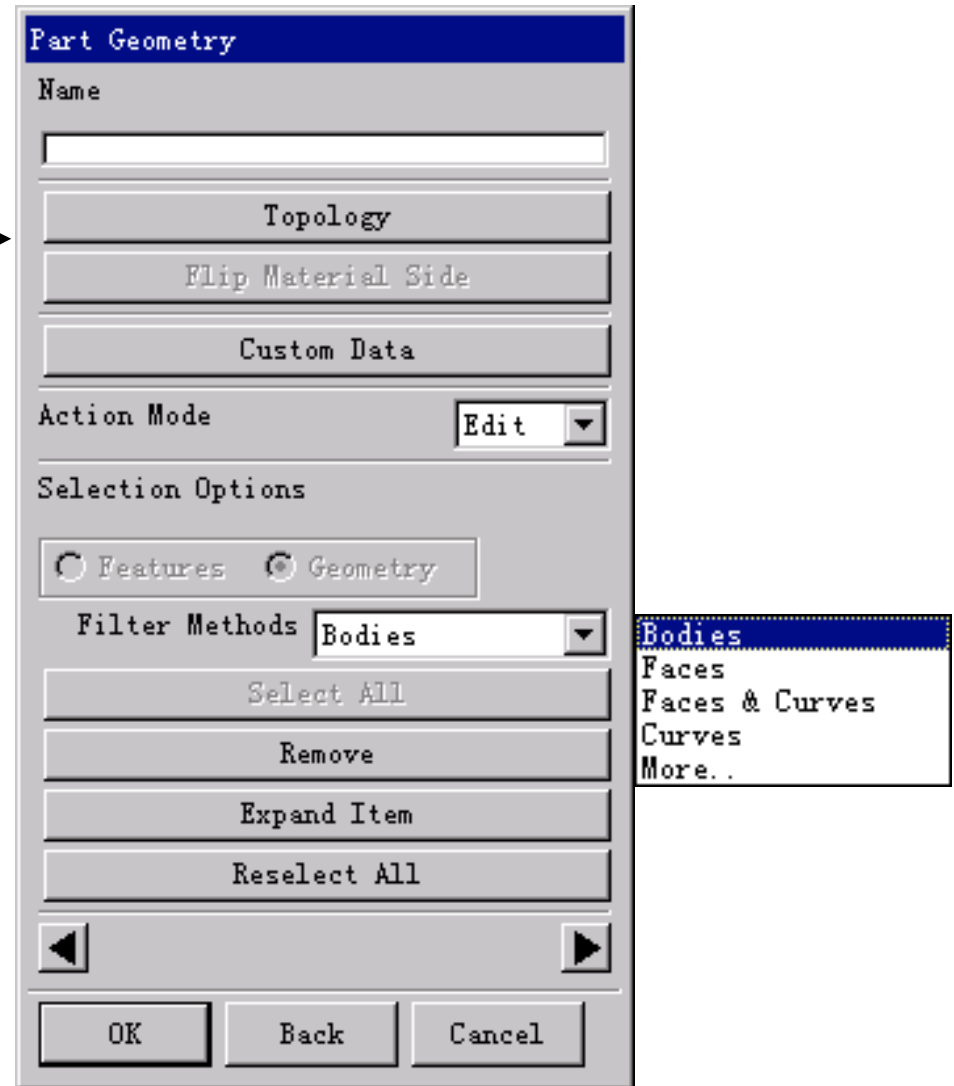 Part Geometry
Name
Topology
Flip Material Side
Custom Data
Action Mode Edit
Selection Options
Features Geometry
Filter Methods Bodies
Select All
Remove
Expand Item
Reselect All
OK Back Cancel
Bodies
Faces
Faces & Curves
Curves
More..